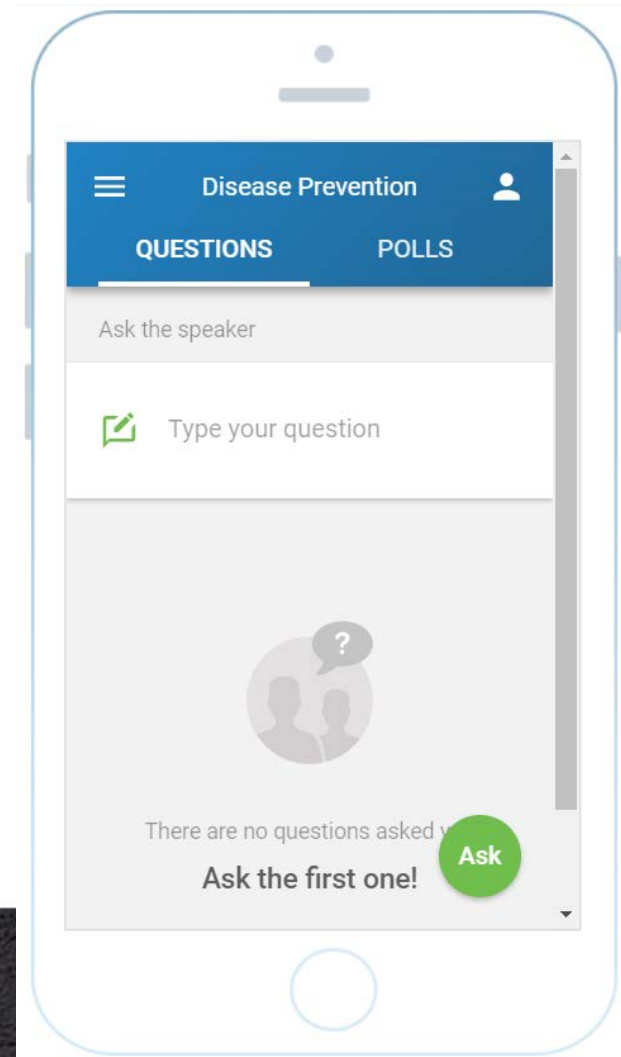 Disease Prevention
QUESTIONS POLLS
Ask the speaker
Type your question
?
There are no questions asked
Ask
Ask the first one!